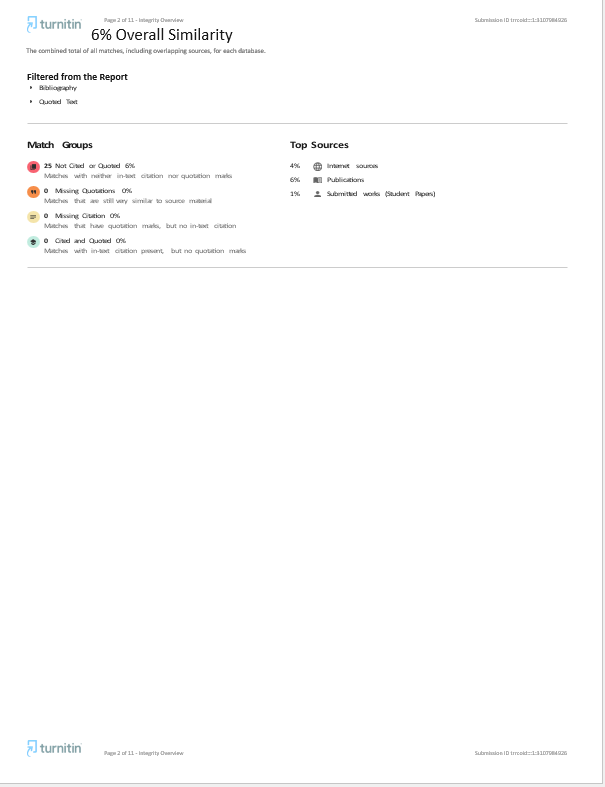 turnitin
Page 2 of 11 - Integrity Overview
Submission ID trn:oid:::1:3107984026
6% Overall Similarity
The combined total of all matches, including overlapping sources, for each database.
Filtered from the Report
Bibliography
Quoted Text
Match Groups
25 Not Cited or Quoted 6%
Matches with neither in-text citation nor quotation marks
0 Missing Quotations 0%
Matches that are still very similar to source material
0 Missing Citation 0%
Matches that have quotation marks, but no in-text citation
0 Cited and Quoted 0%
Matches with in-text citation present, but no quotation marks
Top Sources
4% Internet sources
6% Publications
1% Submitted works (Student Papers)
turnitin
Page 2 of 11 - Integrity Overview
Submission ID trn:oid:::1:3107984026